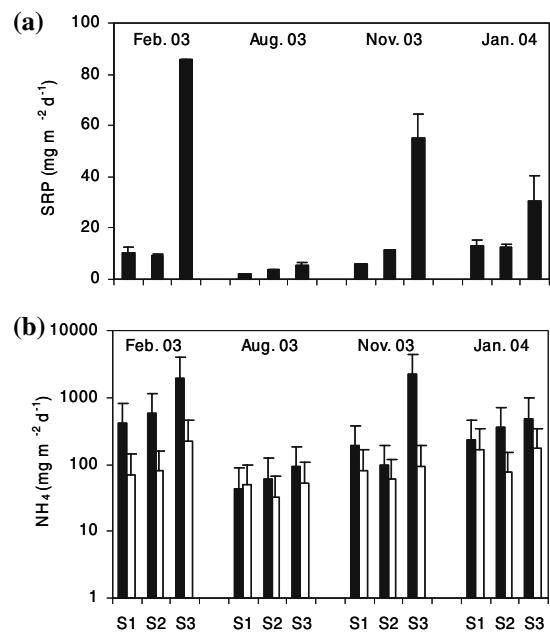 (a)
100
80
60
40
20
0
SRP (mg m -2 d-1)
Feb. 03 Aug. 03 Nov. 03 Jan. 04
(b)
10000
1000
100
10
1
NH4 (mg m -2 d-1)
Feb. 03 Aug. 03 Nov. 03 Jan. 04
S1 S2 S3 S1 S2 S3 S1 S2 S3 S1 S2 S3